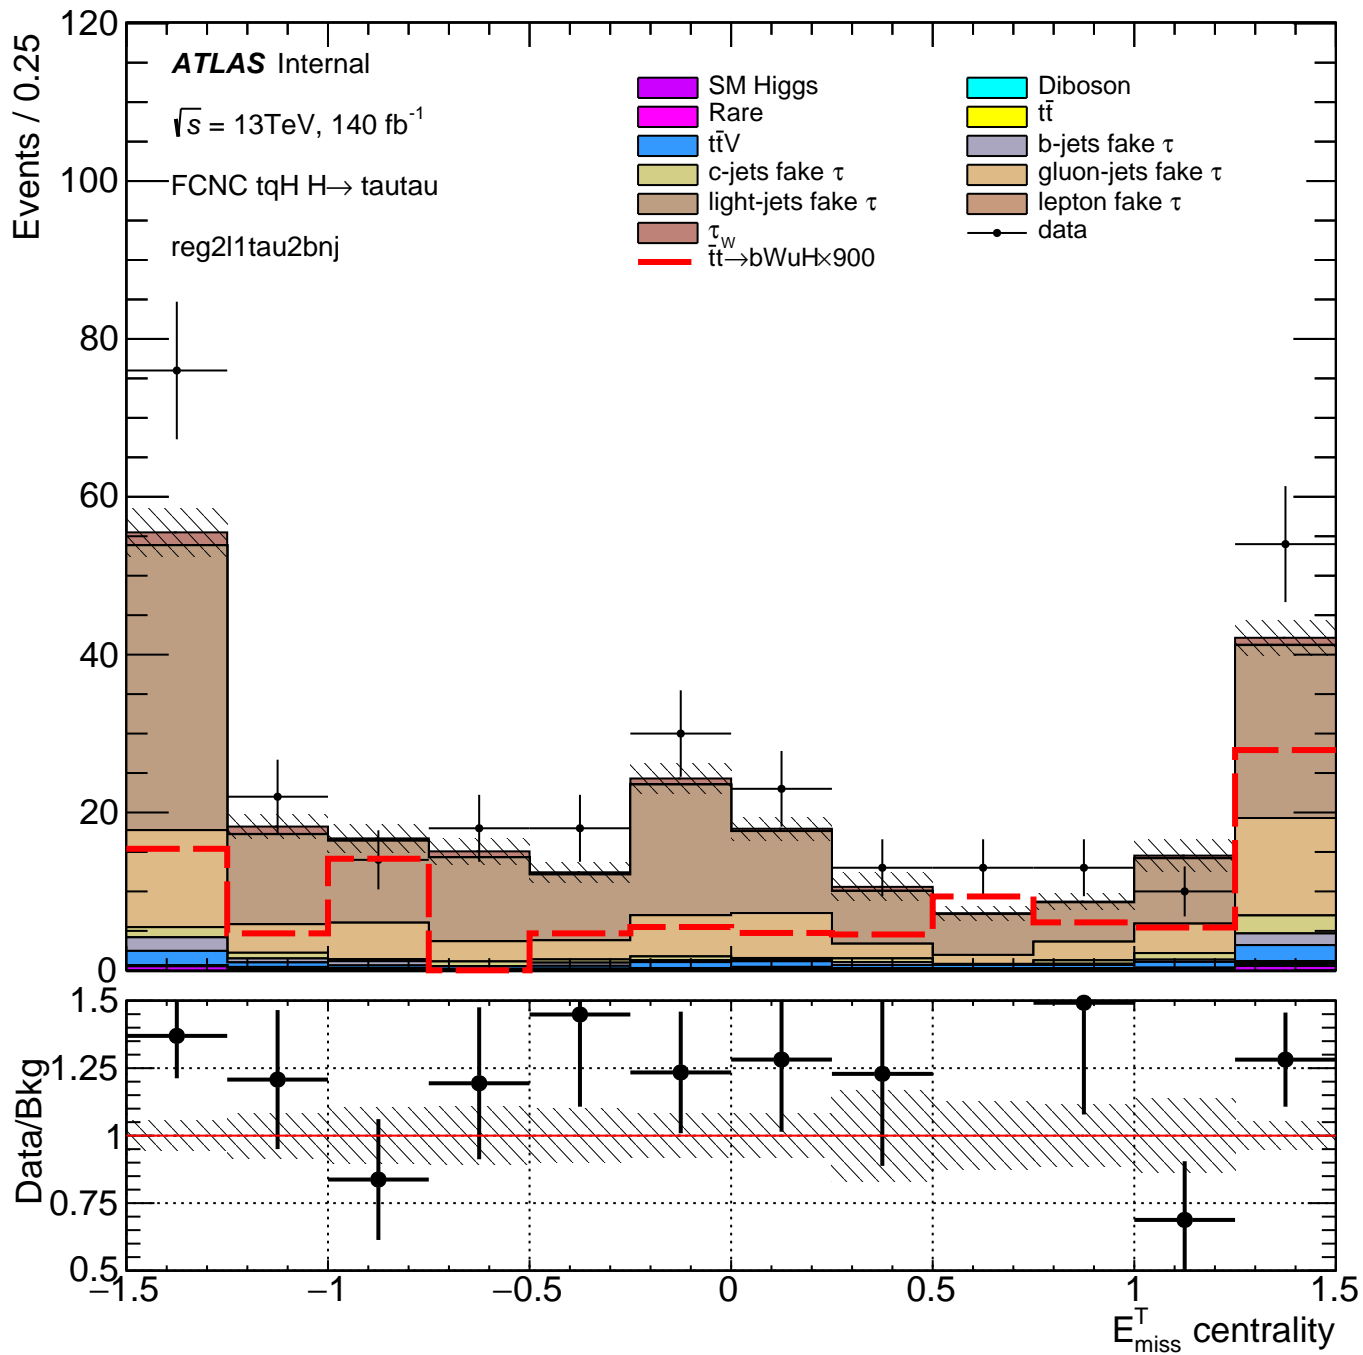 Events / 0.25
120
100
80
60
40
20
0
ATLAS Internal
√s = 13TeV, 140 fb⁻¹
FCNC tqH H→ tautau
reg2l1tau2bnj
SM Higgs
Rare
tt̄V
c-jets fake τ
light-jets fake τ
τ_W
t̄t→bWuH×900
Diboson
tt̄
b-jets fake τ
gluon-jets fake τ
lepton fake τ
data
Data/Bkg
1.5
1.25
1
0.75
0.5
−1.5 −1 −0.5 0 0.5 1 1.5
E^T_miss centrality